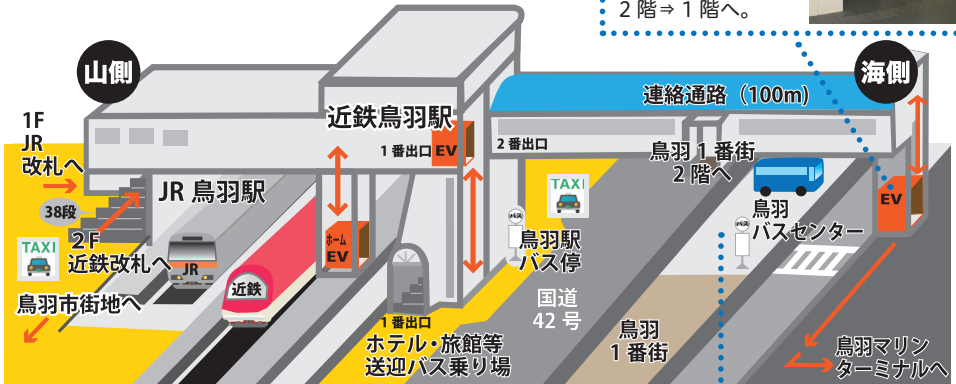 2階⇒1階へ。
山側
海側
連絡通路（100m）
近鉄鳥羽駅
1番出口
EV
2番出口
1F
JR
改札へ
JR 鳥羽駅
鳥羽1番街
2階へ
38段
TAXI
TAXI
バス
鳥羽
バスセンター
EV
2F
近鉄改札へ
ホーム
EV
バス
鳥羽駅
バス停
JR
近鉄
鳥羽市街地へ
国道
42号
1番出口
ホテル・旅館等
送迎バス乗り場
鳥羽
1番街
鳥羽マリン
ターミナルへ